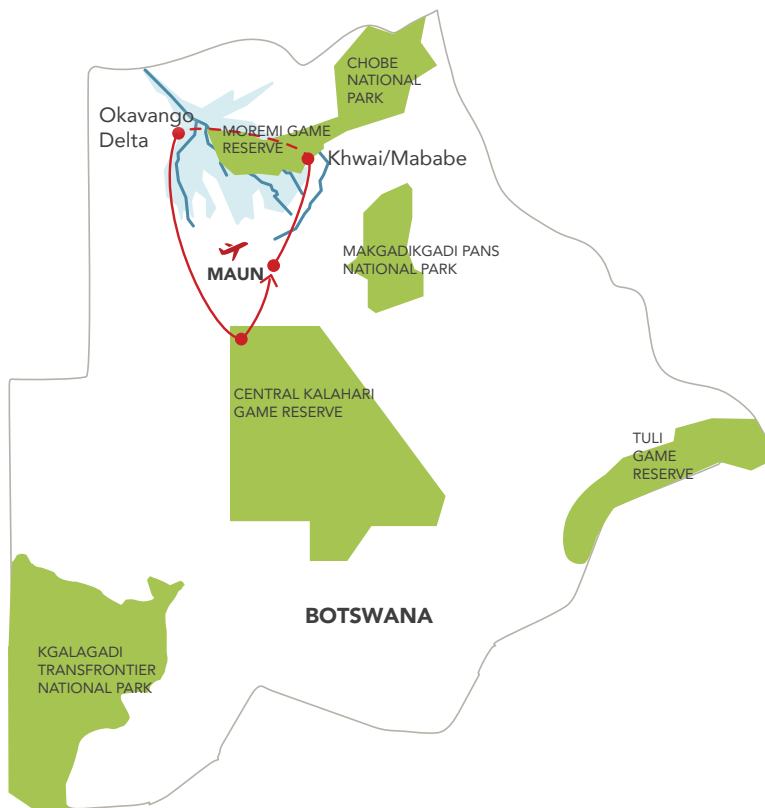 CHOBE
NATIONAL
PARK
Okavango
Delta
MOREMI GAME
RESERVE
Khwai/Mababe
MAKGADIKGADI PANS
NATIONAL PARK
MAUN
CENTRAL KALAHARI
GAME RESERVE
TULI
GAME
RESERVE
BOTSWANA
KGALAGADI
TRANSFRONTIER
NATIONAL PARK